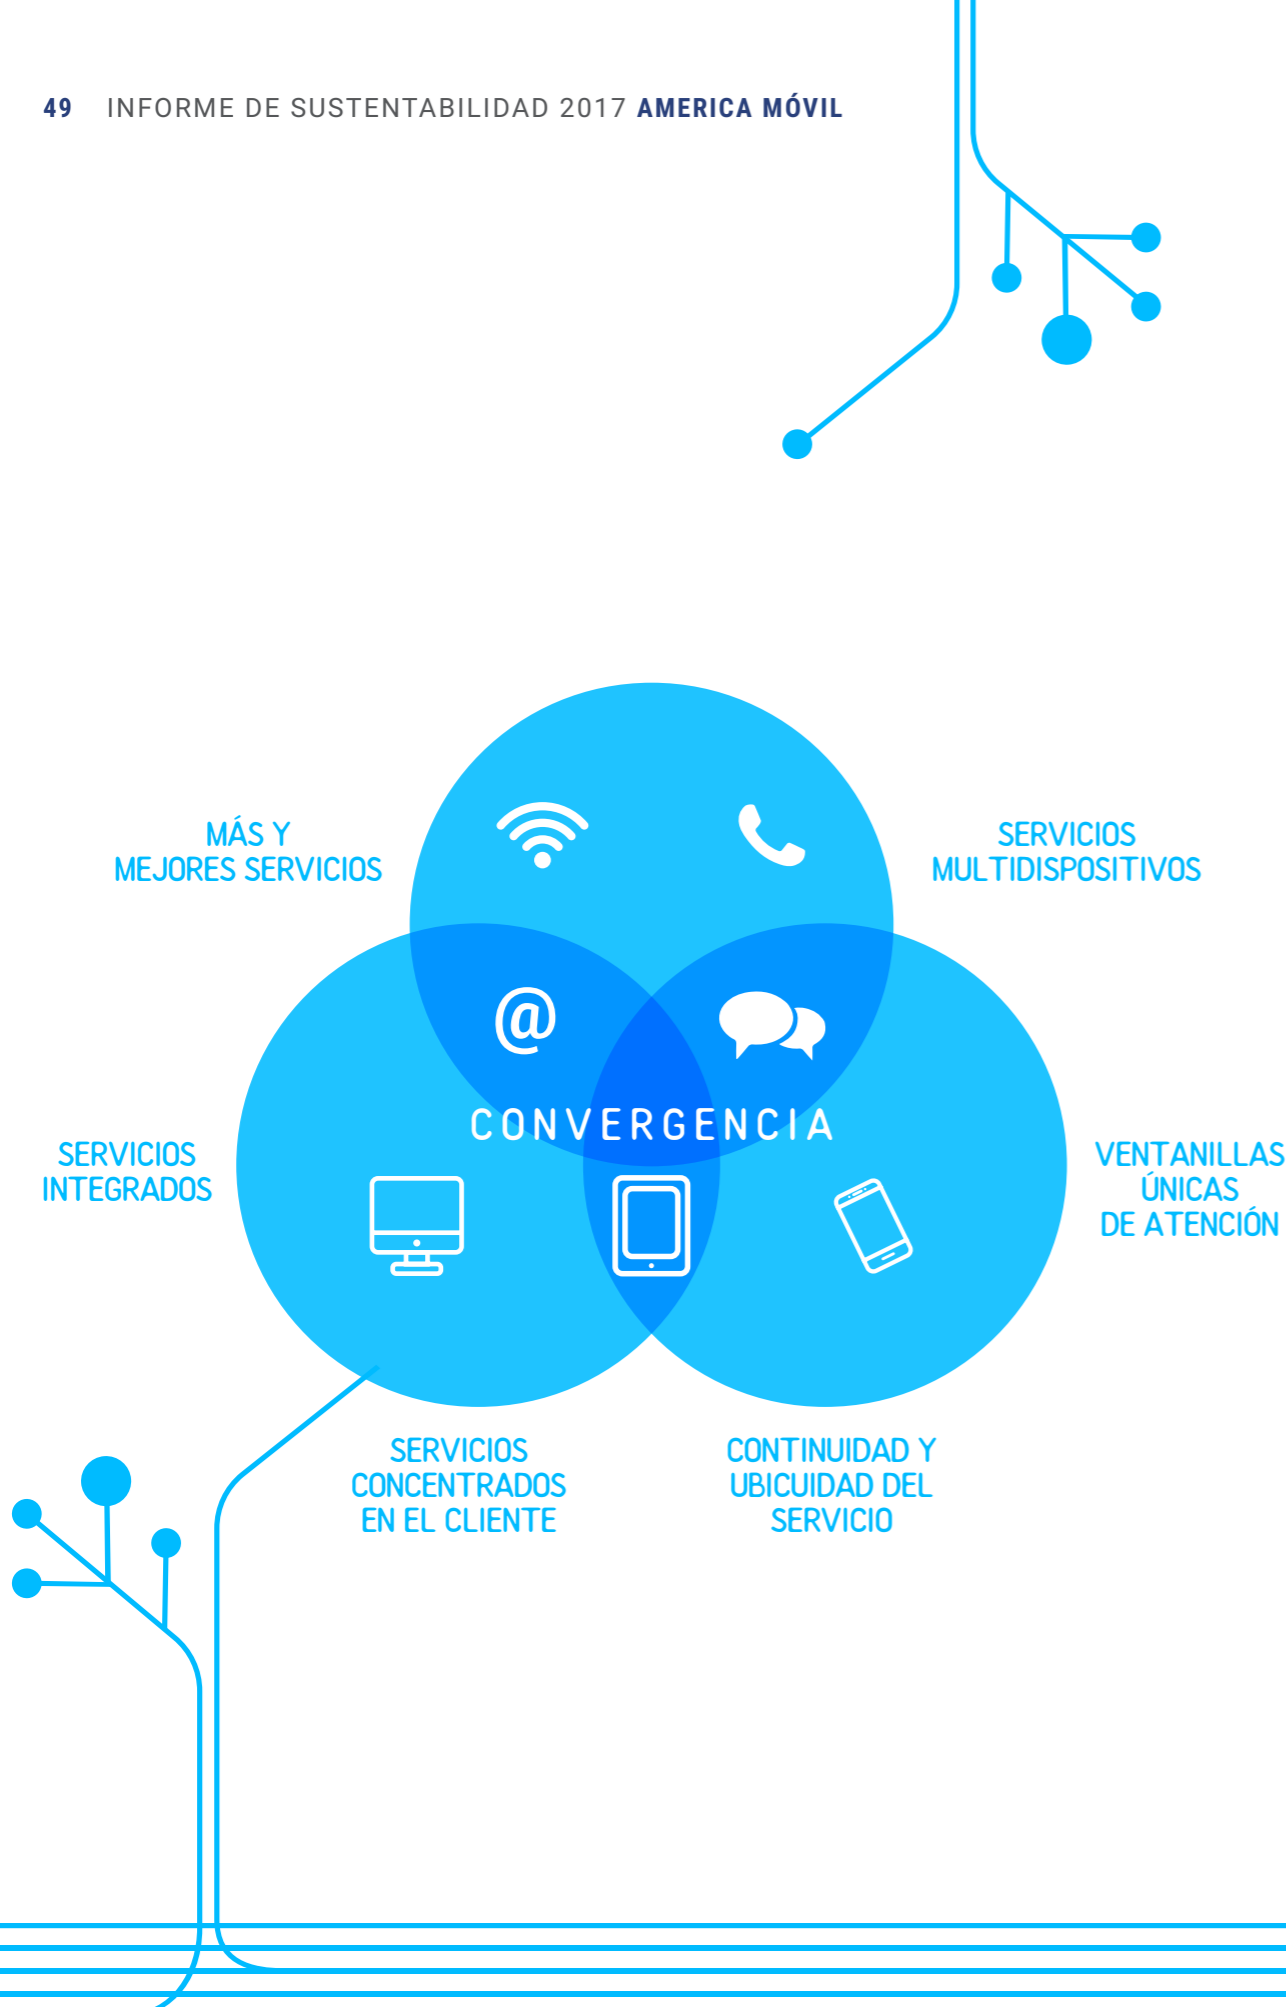 49 INFORME DE SUSTENTABILIDAD 2017 AMERICA MÓVIL
MÁS Y
MEJORES SERVICIOS
SERVICIOS
MULTIDISPOSITIVOS
@
CONVERGENCIA
SERVICIOS
INTEGRADOS
VENTANILLAS
ÚNICAS
DE ATENCIÓN
SERVICIOS
CONCENTRADOS
EN EL CLIENTE
CONTINUIDAD Y
UBICUIDAD DEL
SERVICIO